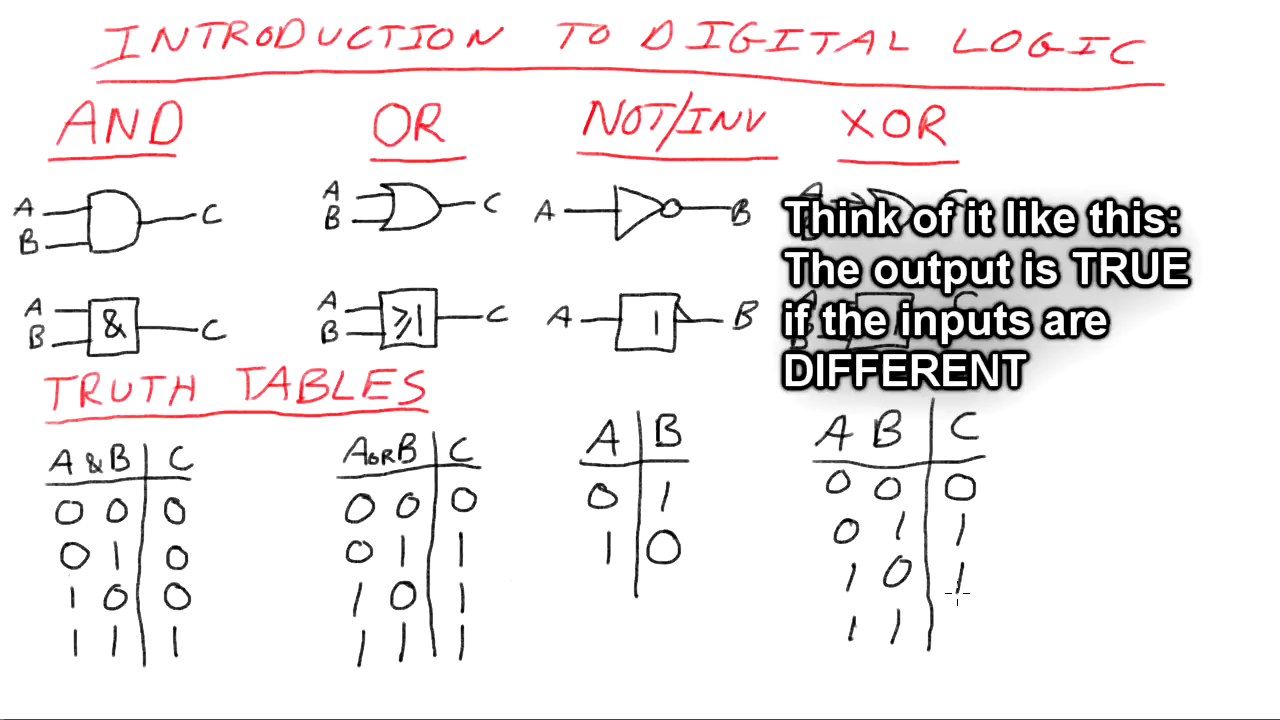 INTRODUCTION TO DIGITAL LOGIC
AND OR NOT/INV XOR
A B C
A B C
A B
Think of it like this:
The output is TRUE
if the inputs are
DIFFERENT
A B & C
A B ≥1 C
A 1 B
TRUTH TABLES
A & B C
0 0 0
0 1 0
1 0 0
1 1 1
A OR B C
0 0 0
0 1 1
1 0 1
1 1 1
A B
0 1
1 0
A B C
0 0 0
0 1 1
1 0 1
1 1